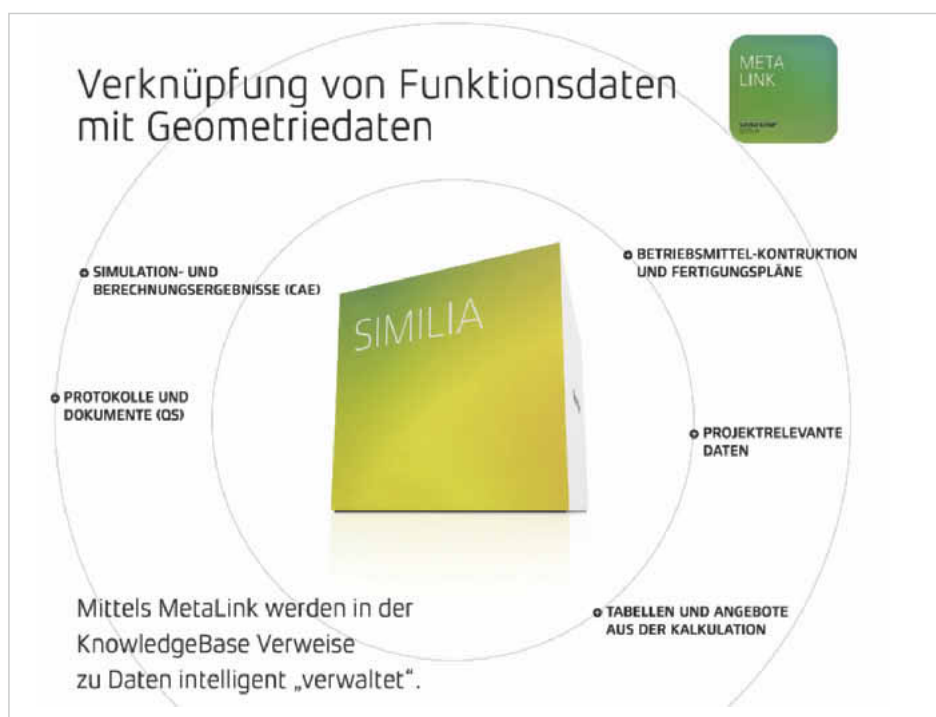 Verknüpfung von Funktionsdaten
mit Geometriedaten
META
LINK
SIMULATION- UND
BERECHNUNGSERGEBNISSE (CAE)
BETRIEBSMITTEL-KONTRUKTION
UND FERTIGUNGSPLÄNE
SIMILIA
PROTOKOLLE UND
DOKUMENTE (QS)
PROJEKTRELEVANTE
DATEN
TABELLEN UND ANGEBOTE
AUS DER KALKULATION
Mittels MetaLink werden in der
KnowledgeBase Verweise
zu Daten intelligent „verwaltet“.